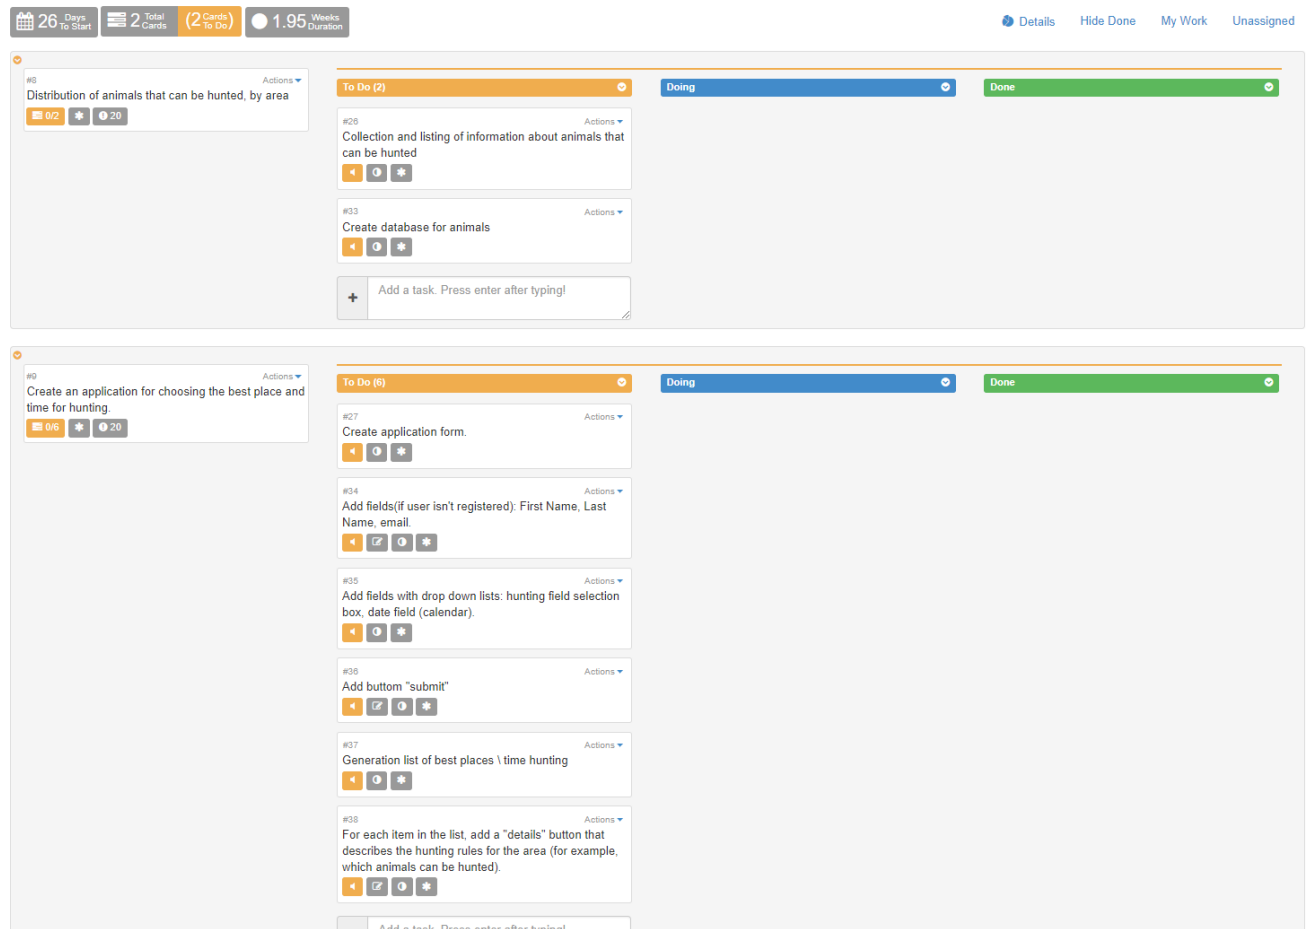 26 Days To Start
2 Total Cards
(2 Cards To Do)
1.95 Weeks Duration
Details
Hide Done
My Work
Unassigned
#8
Actions
Distribution of animals that can be hunted, by area
0/2
20
To Do (2)
Doing
Done
#26
Actions
Collection and listing of information about animals that
can be hunted
#33
Actions
Create database for animals
Add a task. Press enter after typing!
#9
Actions
Create an application for choosing the best place and
time for hunting.
0/6
20
To Do (6)
Doing
Done
#27
Actions
Create application form.
#34
Actions
Add fields(if user isn't registered): First Name, Last
Name, email.
#35
Actions
Add fields with drop down lists: hunting field selection
box, date field (calendar).
#36
Actions
Add buttom "submit"
#37
Actions
Generation list of best places \ time hunting
#38
Actions
For each item in the list, add a "details" button that
describes the hunting rules for the area (for example,
which animals can be hunted).
Add a task. Press enter after typing!